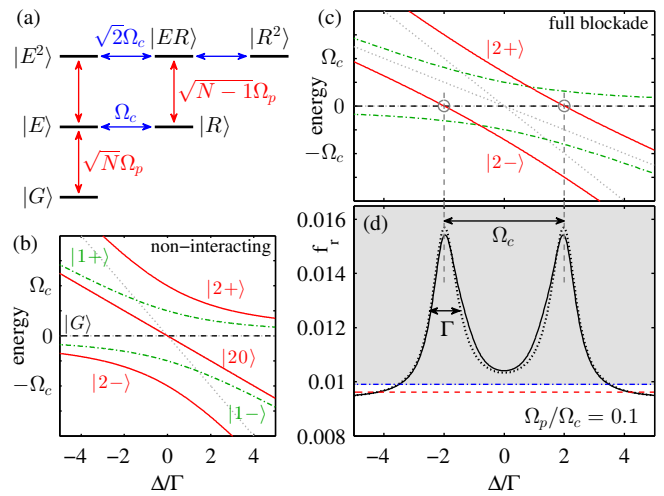 (a)
√2Ω_c
|E²⟩ |ER⟩ |R²⟩
√N−1Ω_p
Ω_c
|E⟩ |R⟩
√NΩ_p
|G⟩
(b)
non−interacting
|1+⟩
|2+⟩
|G⟩
|20⟩
|2−⟩
|1−⟩
energy
Ω_c
0
−Ω_c
−4 −2 0 2 4
Δ/Γ
(c)
full blockade
|2+⟩
|2−⟩
energy
Ω_c
0
−Ω_c
(d)
f_r
0.016
0.014
0.012
0.01
0.008
Ω_c
Γ
Ω_p/Ω_c = 0.1
−4 −2 0 2 4
Δ/Γ